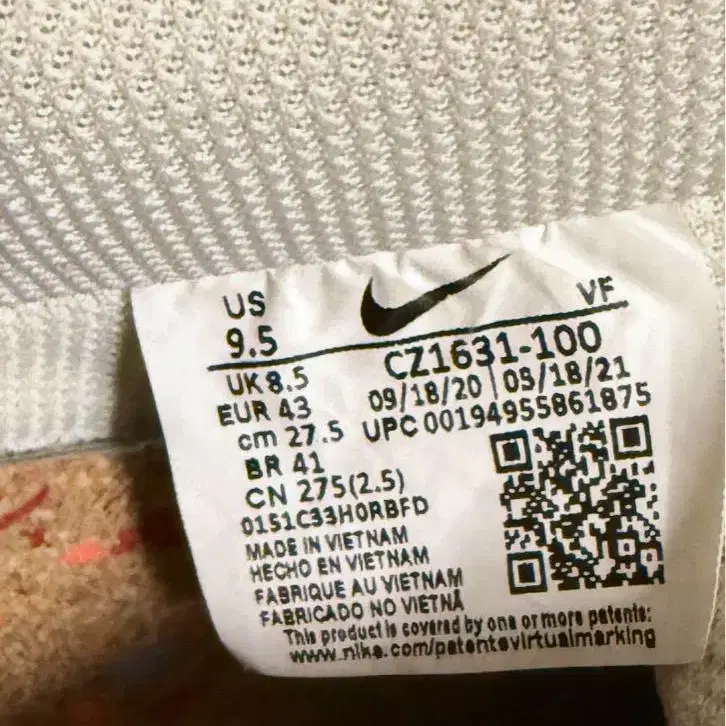 US
VF
9.5
CZ1631-100
UK 8.5
09/18/20 | 03/18/21
EUR 43
UPC 00194955861875
cm 27.5
BR 41
CN 275(2.5)
0151C33H0RBFD
MADE IN VIETNAM
HECHO EN VIETNAM
FABRIQUE AU VIETNAM
FABRICADO NO VIETNÃ
This product is covered by one or more patents:
www.nike.com/patentsvirtualmarking